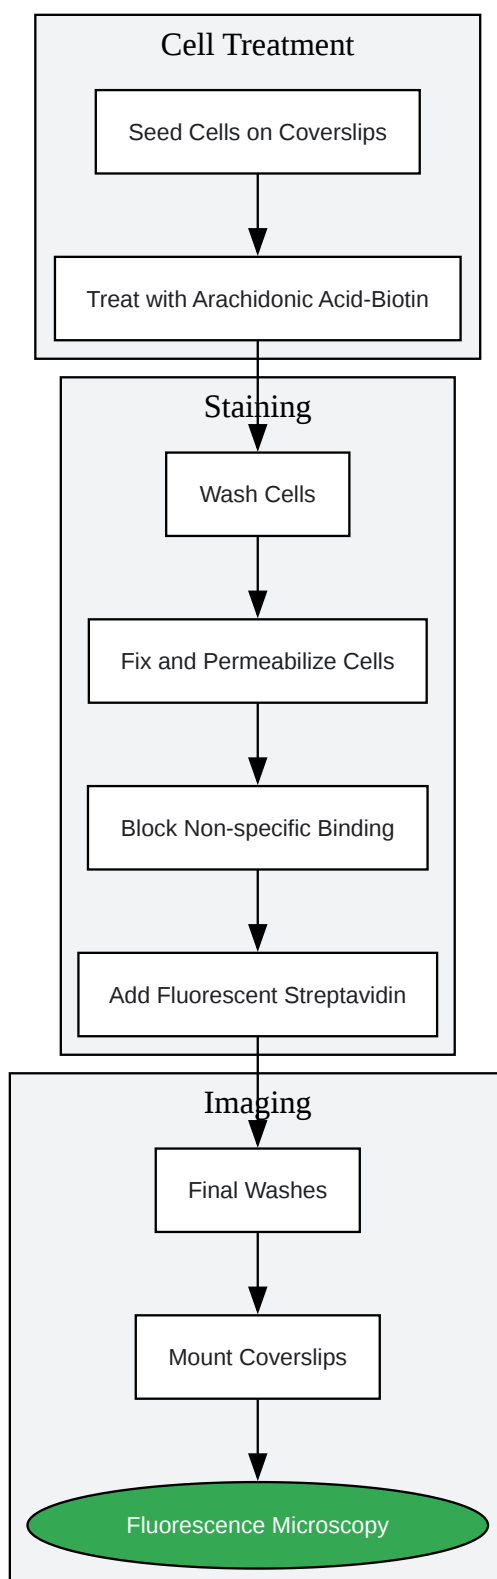 Cell Treatment
Seed Cells on Coverslips
Treat with Arachidonic Acid-Biotin
Staining
Wash Cells
Fix and Permeabilize Cells
Block Non-specific Binding
Add Fluorescent Streptavidin
Imaging
Final Washes
Mount Coverslips
Fluorescence Microscopy